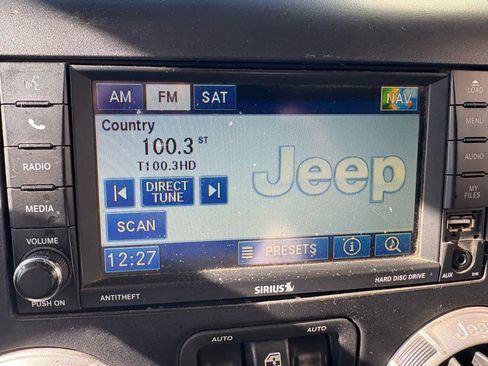 AM FM SAT NAV
LOAD
Country
100.3 ST
T100.3HD
Jeep
DIRECT
TUNE
SCAN
12:27 PRESETS
RADIO
MEDIA
VOLUME
PUSH ON
MENU
AUDIO
MY
FILES
AUX
ANTITHEFT
SIRIUS
HARD DISC DRIVE
AUTO AUTO
Jeep